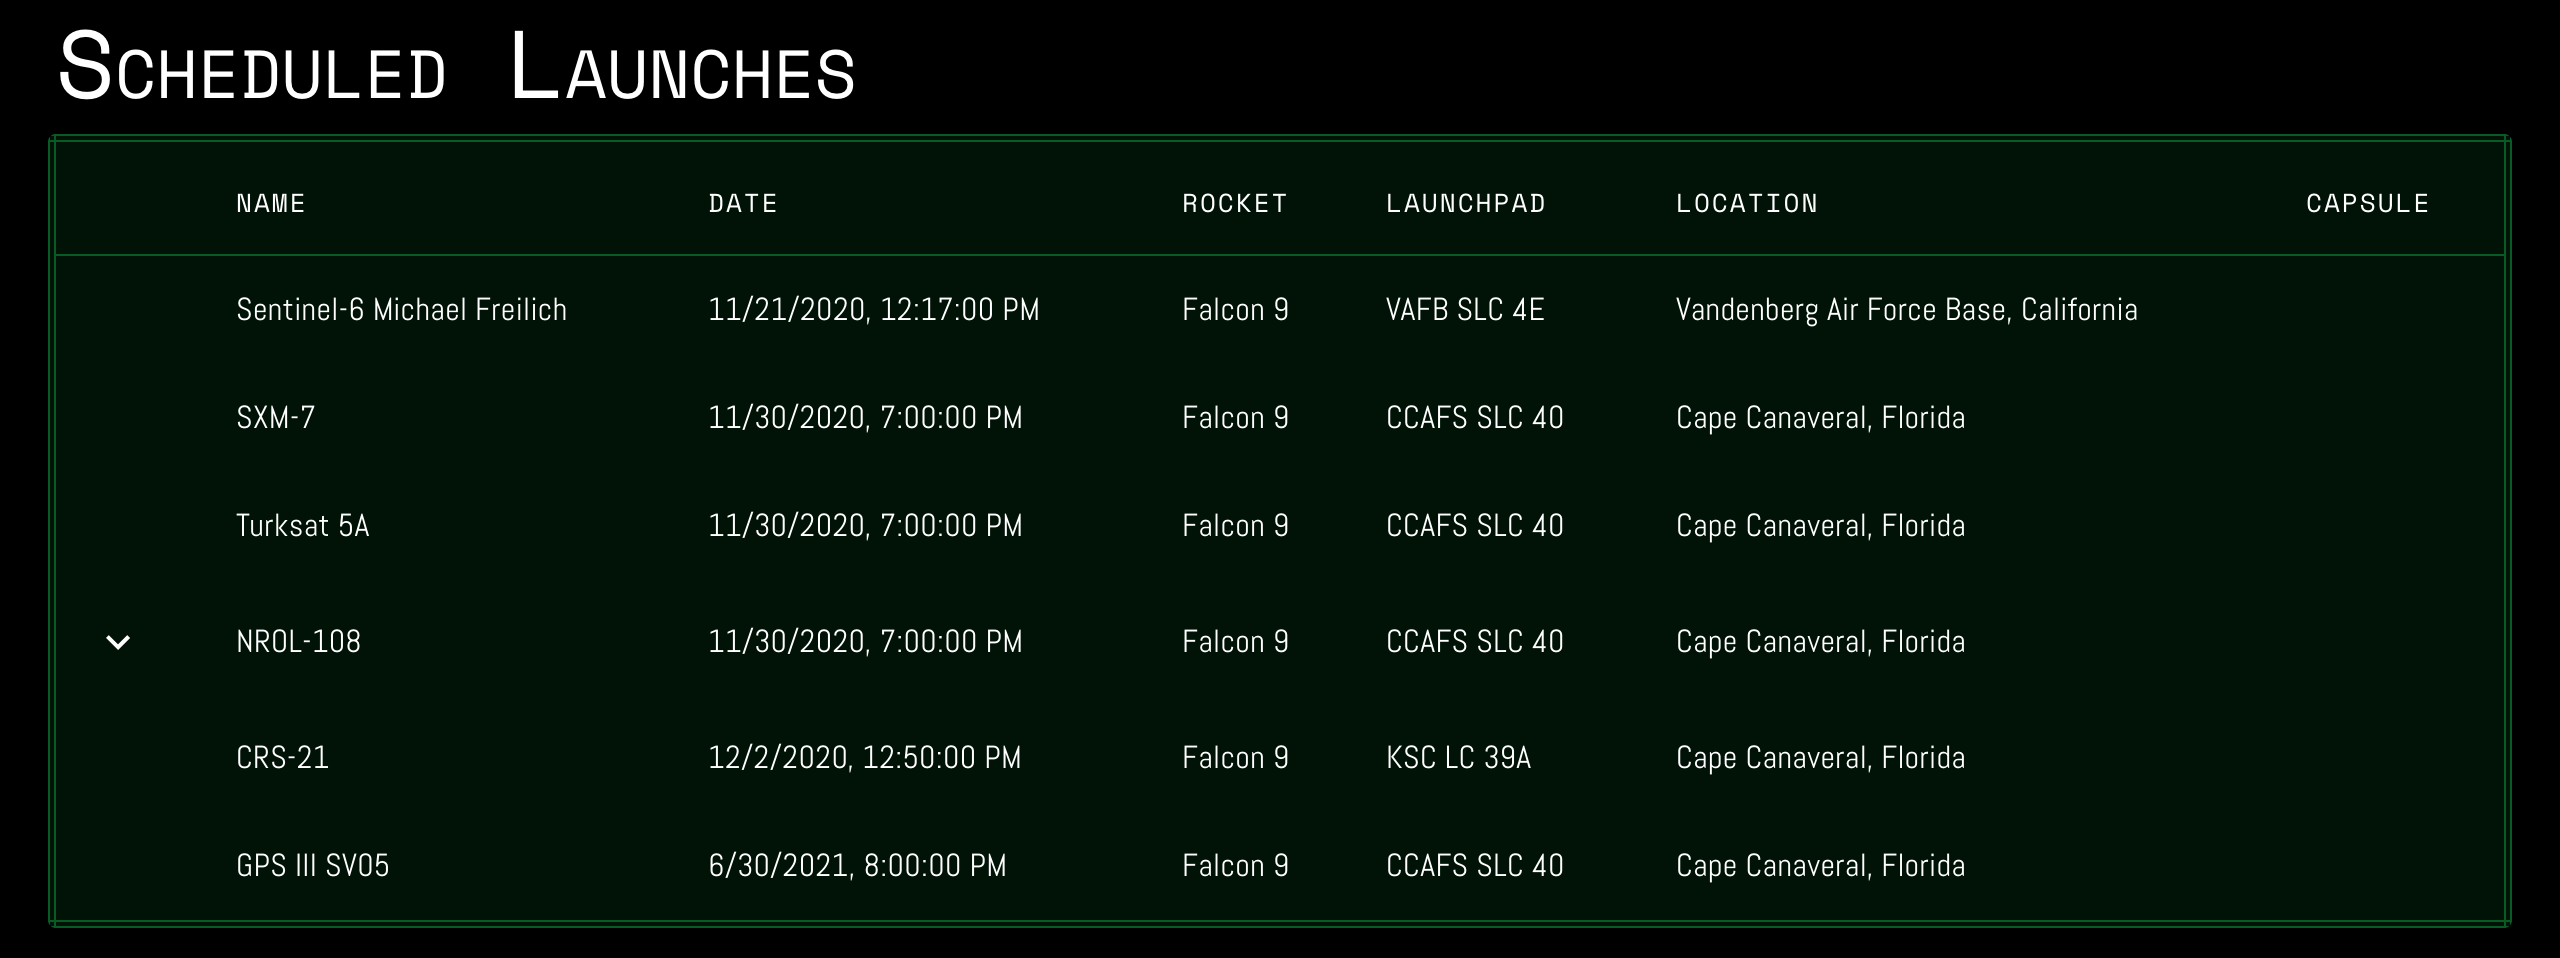 Scheduled Launches
NAME DATE ROCKET LAUNCHPAD LOCATION CAPSULE
Sentinel-6 Michael Freilich 11/21/2020, 12:17:00 PM Falcon 9 VAFB SLC 4E Vandenberg Air Force Base, California
SXM-7 11/30/2020, 7:00:00 PM Falcon 9 CCAFS SLC 40 Cape Canaveral, Florida
Turksat 5A 11/30/2020, 7:00:00 PM Falcon 9 CCAFS SLC 40 Cape Canaveral, Florida
NROL-108 11/30/2020, 7:00:00 PM Falcon 9 CCAFS SLC 40 Cape Canaveral, Florida
CRS-21 12/2/2020, 12:50:00 PM Falcon 9 KSC LC 39A Cape Canaveral, Florida
GPS III SV05 6/30/2021, 8:00:00 PM Falcon 9 CCAFS SLC 40 Cape Canaveral, Florida